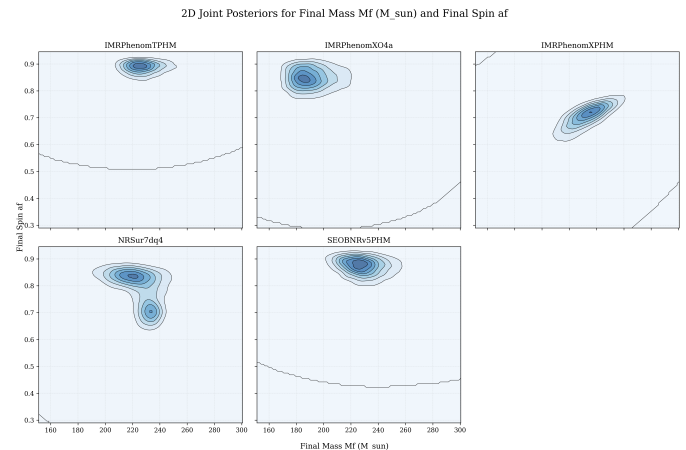 2D Joint Posteriors for Final Mass Mf (M_sun) and Final Spin af
IMRPhenomTPHM
IMRPhenomXO4a
IMRPhenomXPHM
0.9
0.8
0.7
0.6
0.5
0.4
0.3
NRSur7dq4
SEOBNRv5PHM
Final Spin af
0.9
0.8
0.7
0.6
0.5
0.4
0.3
160 180 200 220 240 260 280 300
160 180 200 220 240 260 280 300
Final Mass Mf (M_sun)